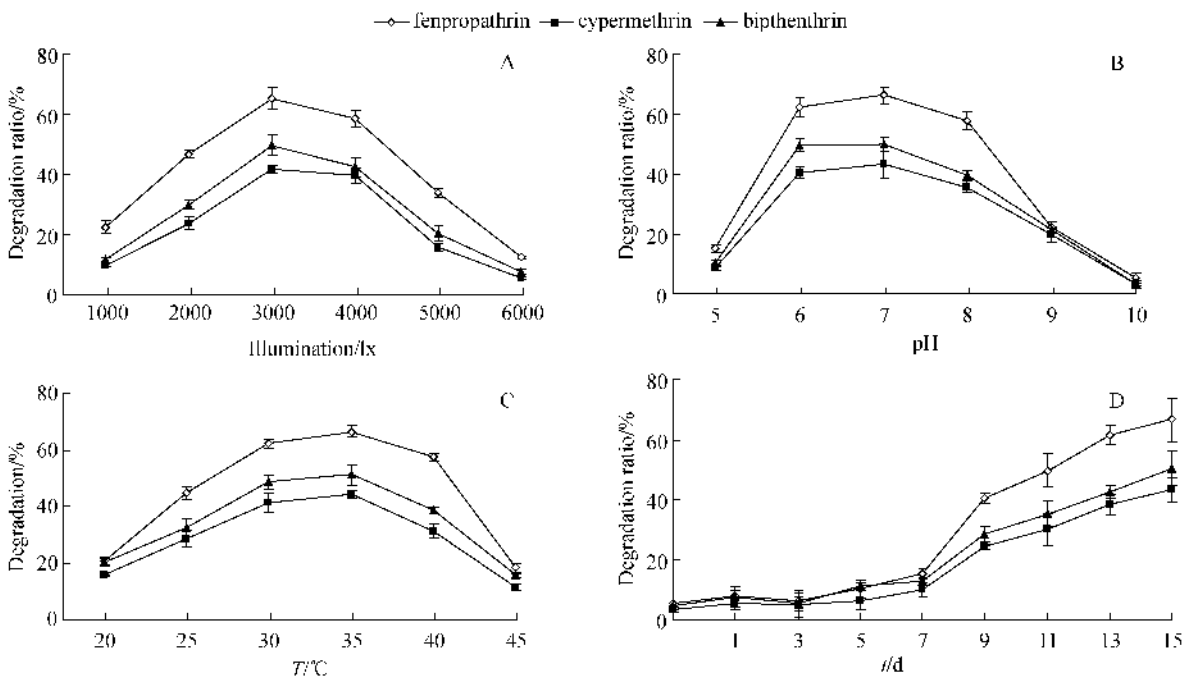 fenpropathrin cypermethrin bipthenthrin
A
Degradation ratio/%
80
60
40
20
0
1000 2000 3000 4000 5000 6000
Illumination/lx
B
Degradation ratio/%
80
60
40
20
0
5 6 7 8 9 10
pH
C
Degradation/%
80
60
40
20
0
20 25 30 35 40 45
T/℃
D
Degradation ratio/%
80
60
40
20
0
1 3 5 7 9 11 13 15
t/d